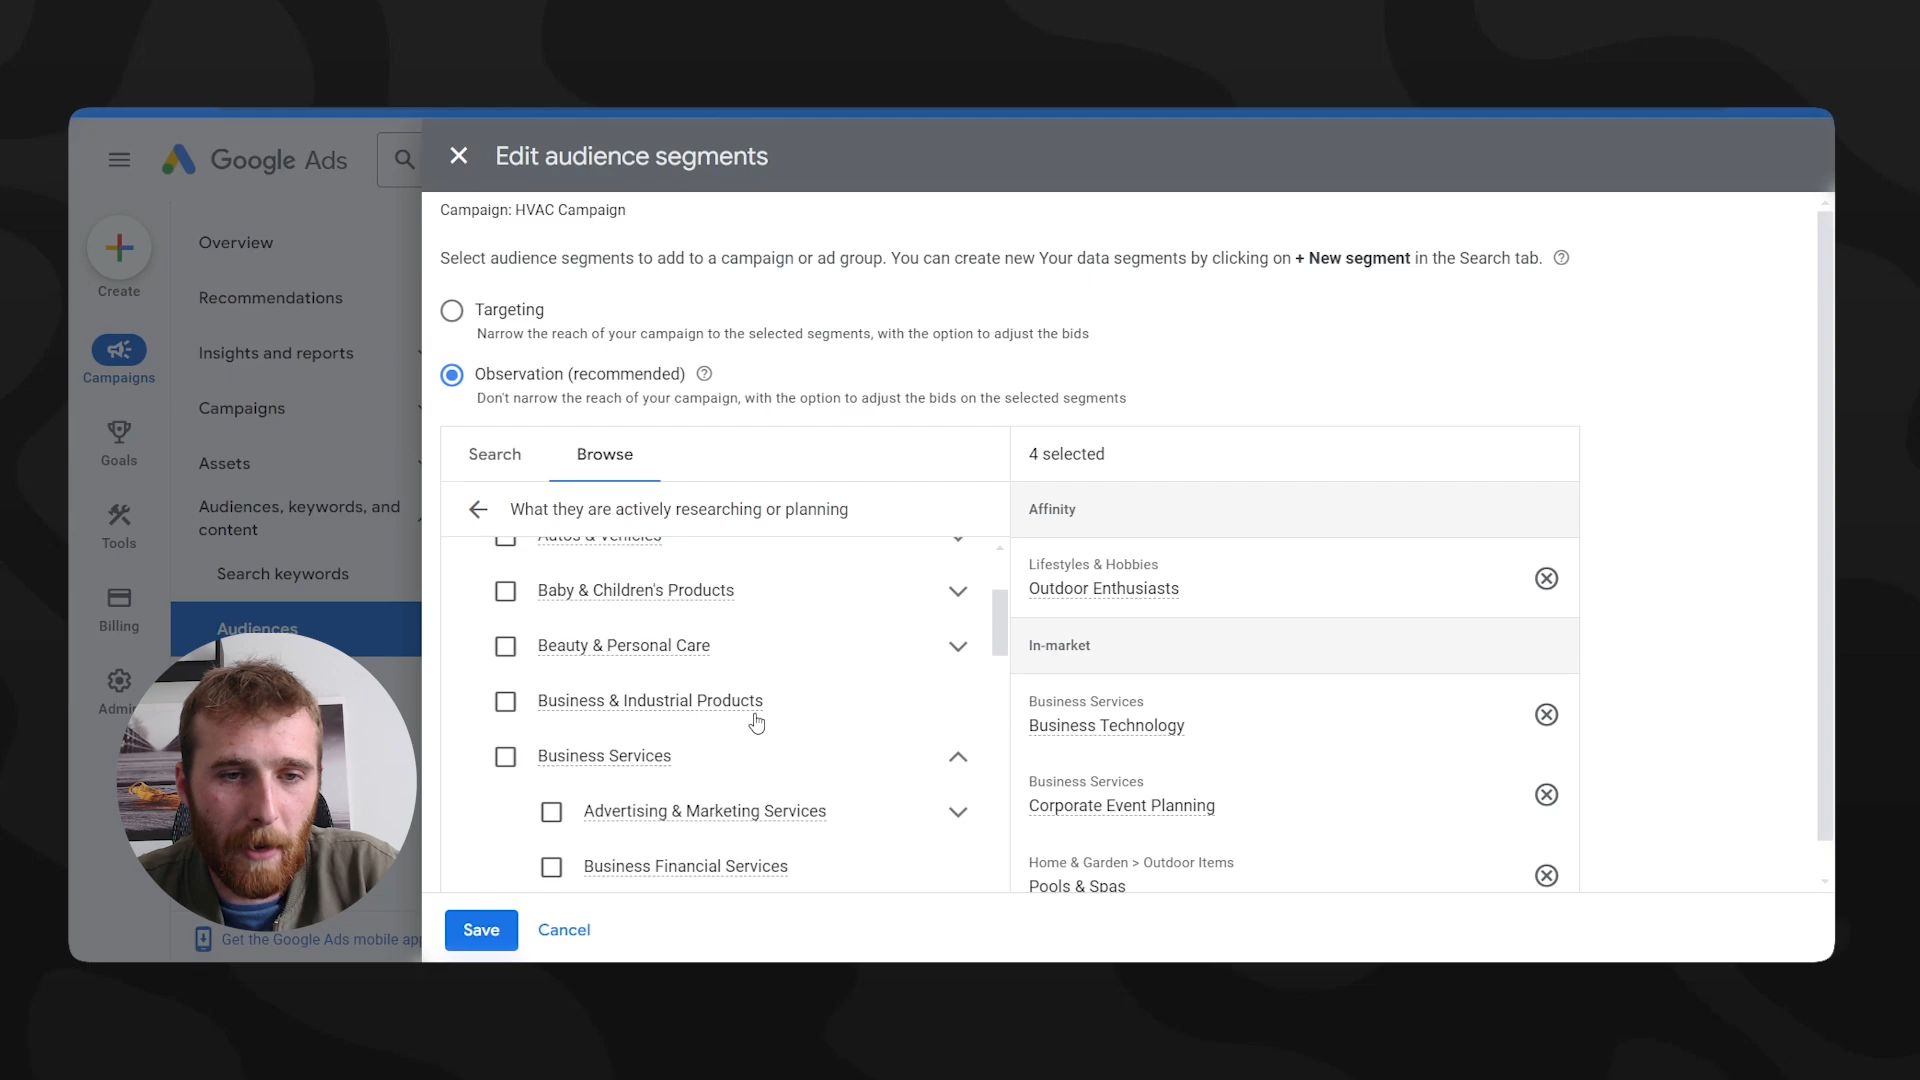 Google Ads
Edit audience segments
Create
Campaigns
Goals
Tools
Billing
Admin
Overview
Recommendations
Insights and reports
Campaigns
Assets
Audiences, keywords, and
content
Search keywords
Audiences
Get the Google Ads mobile app
Campaign: HVAC Campaign
Select audience segments to add to a campaign or ad group. You can create new Your data segments by clicking on + New segment in the Search tab.
Targeting
Narrow the reach of your campaign to the selected segments, with the option to adjust the bids
Observation (recommended)
Don't narrow the reach of your campaign, with the option to adjust the bids on the selected segments
Search
Browse
What they are actively researching or planning
Autos & Vehicles
Baby & Children's Products
Beauty & Personal Care
Business & Industrial Products
Business Services
Advertising & Marketing Services
Business Financial Services
4 selected
Affinity
Lifestyles & Hobbies
Outdoor Enthusiasts
In-market
Business Services
Business Technology
Business Services
Corporate Event Planning
Home & Garden > Outdoor Items
Pools & Spas
Save
Cancel